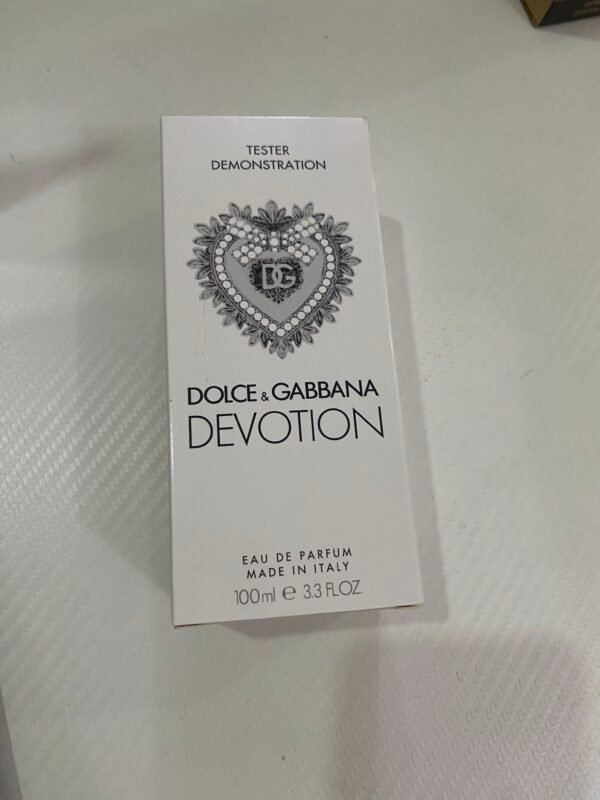 TESTER
DEMONSTRATION
DG
DOLCE & GABBANA
DEVOTION
EAU DE PARFUM
MADE IN ITALY
100ml e 3.3 FL.OZ.